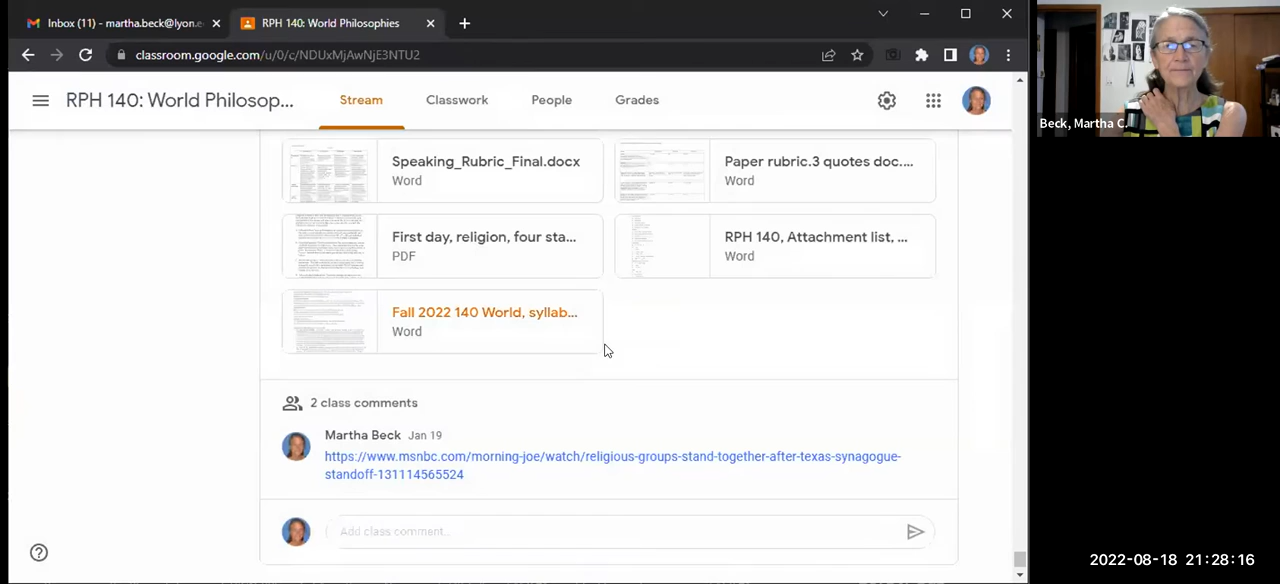 Inbox (11) - martha.beck@lyon.e
RPH 140: World Philosophies
classroom.google.com/u/0/c/NDUxMjAwNjE3NTU2
RPH 140: World Philosop...
Stream
Classwork
People
Grades
Speaking_Rubric_Final.docx
Word
Paper rubric.3 quotes doc....
Word
First day, religion, four sta...
PDF
RPH 140, Attachment list, ...
Word
Fall 2022 140 World, syllab...
Word
2 class comments
Martha Beck Jan 19
https://www.msnbc.com/morning-joe/watch/religious-groups-stand-together-after-texas-synagogue-
standoff-131114565524
Add class comment...
Beck, Martha C.
2022-08-18 21:28:16